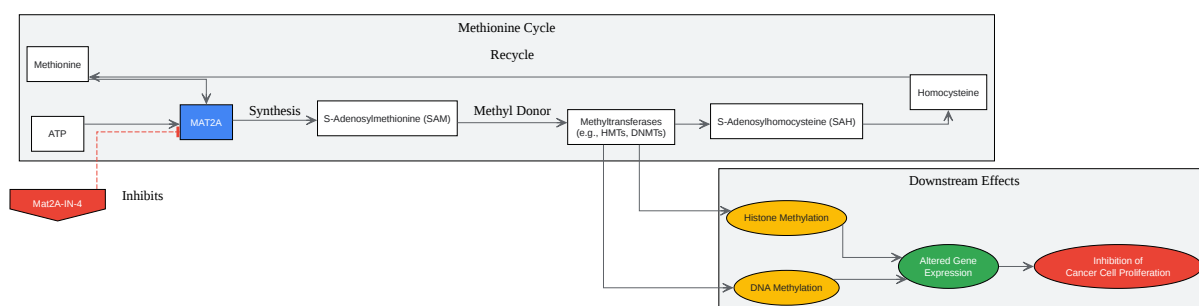 Methionine Cycle
Recycle
Methionine
Homocysteine
Synthesis
Methyl Donor
ATP
MAT2A
S-Adenosylmethionine (SAM)
Methyltransferases
(e.g., HMTs, DNMTs)
S-Adenosylhomocysteine (SAH)
Mat2A-IN-4
Inhibits
Downstream Effects
Histone Methylation
Altered Gene
Expression
Inhibition of
Cancer Cell Proliferation
DNA Methylation